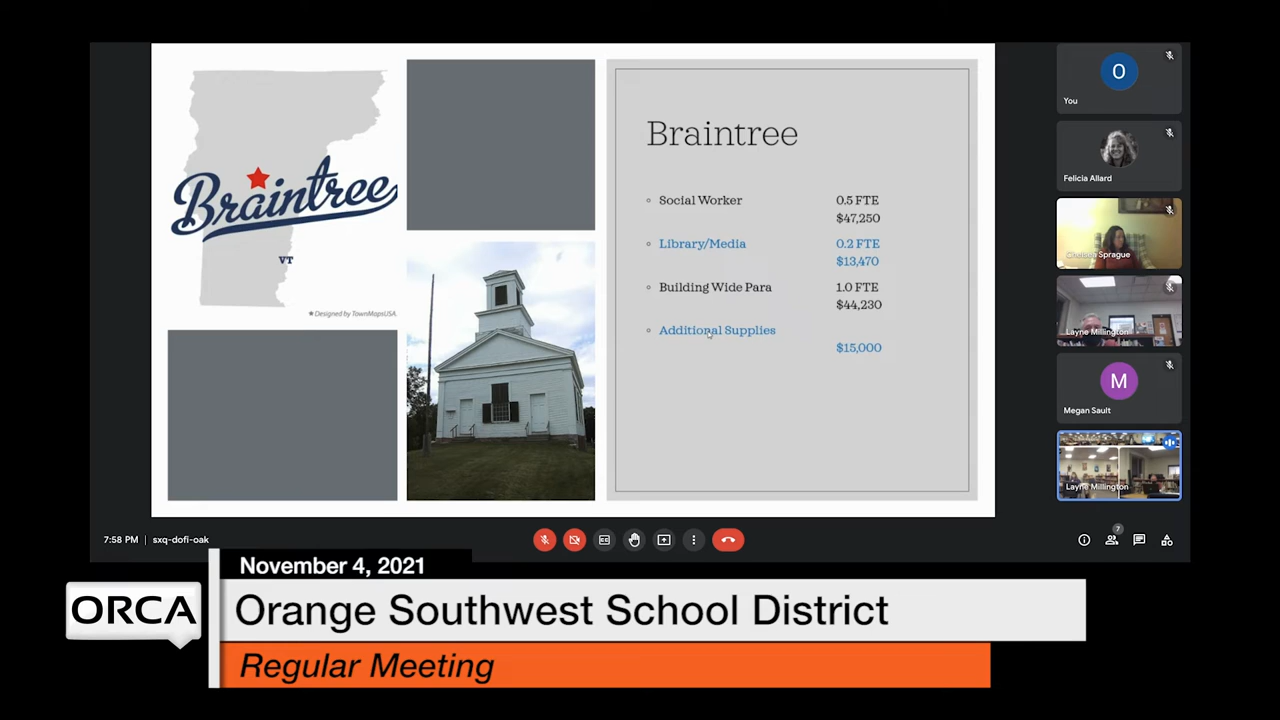 Braintree
VT
★ Designed by TownMapsUSA.
Braintree
Social Worker 0.5 FTE
$47,250
Library/Media 0.2 FTE
$13,470
Building Wide Para 1.0 FTE
$44,230
Additional Supplies
$15,000
O
You
Felicia Allard
Chelsea Sprague
Layne Millington
M
Megan Sault
Layne Millington
7:58 PM | sxq-dofi-oak
7
November 4, 2021
ORCA
Orange Southwest School District
Regular Meeting